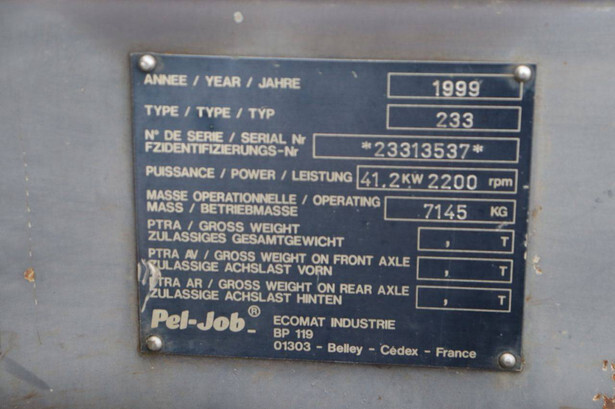 ANNEE / YEAR / JAHRE 1999
TYPE / TYPE / TYP 233
N° DE SERIE / SERIAL Nr
FZIDENTIFIZIERUNGS-Nr *23313537*
PUISSANCE / POWER / LEISTUNG 41.2 KW 2200 rpm
MASSE OPERATIONNELLE / OPERATING
MASS / BETRIEBMASSE 7145 KG
PTRA / GROSS WEIGHT
ZULASSIGES GESAMTGEWICHT , T
PTRA AV / GROSS WEIGHT ON FRONT AXLE
ZULASSIGE ACHSLAST VORN , T
PTRA AR / GROSS WEIGHT ON REAR AXLE
ZULASSIGE ACHSLAST HINTEN , T
Pel-Job® ECOMAT INDUSTRIE
BP 119
01303 - Belley - Cédex - France